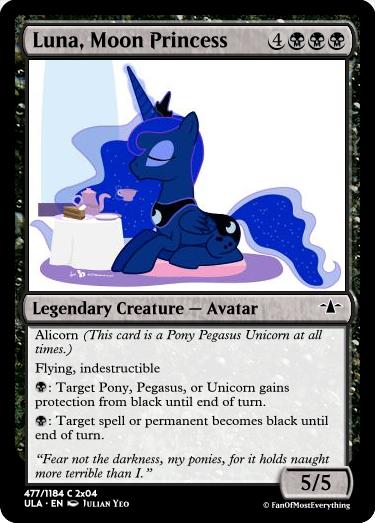 Luna, Moon Princess 4
Legendary Creature — Avatar
Alicorn (This card is a Pony Pegasus Unicorn at all
times.)
Flying, indestructible
: Target Pony, Pegasus, or Unicorn gains
protection from black until end of turn.
: Target spell or permanent becomes black until
end of turn.
“Fear not the darkness, my ponies, for it holds naught
more terrible than I.”
5/5
477/1184 C 2x04
ULA • EN Julian Yeo
© FanOfMostEverything